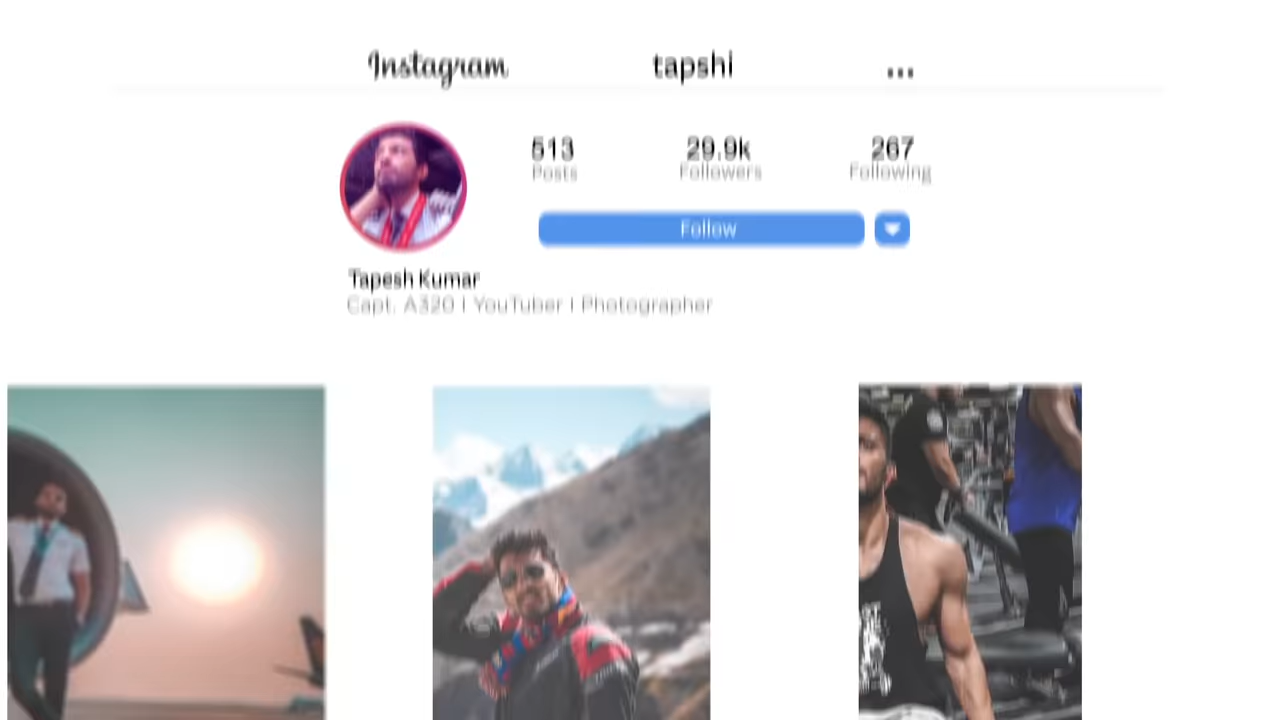 Instagram tapshi ...
513 29.9k 267
Posts Followers Following
Follow
Tapesh Kumar
Capt. A320 | YouTuber | Photographer